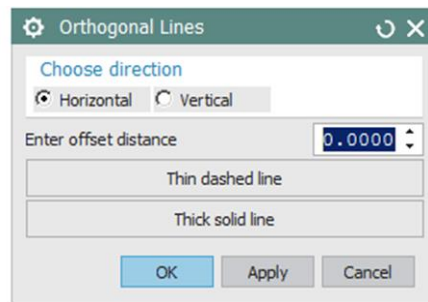 Orthogonal Lines
Choose direction
Horizontal Vertical
Enter offset distance 0.0000
Thin dashed line
Thick solid line
OK Apply Cancel